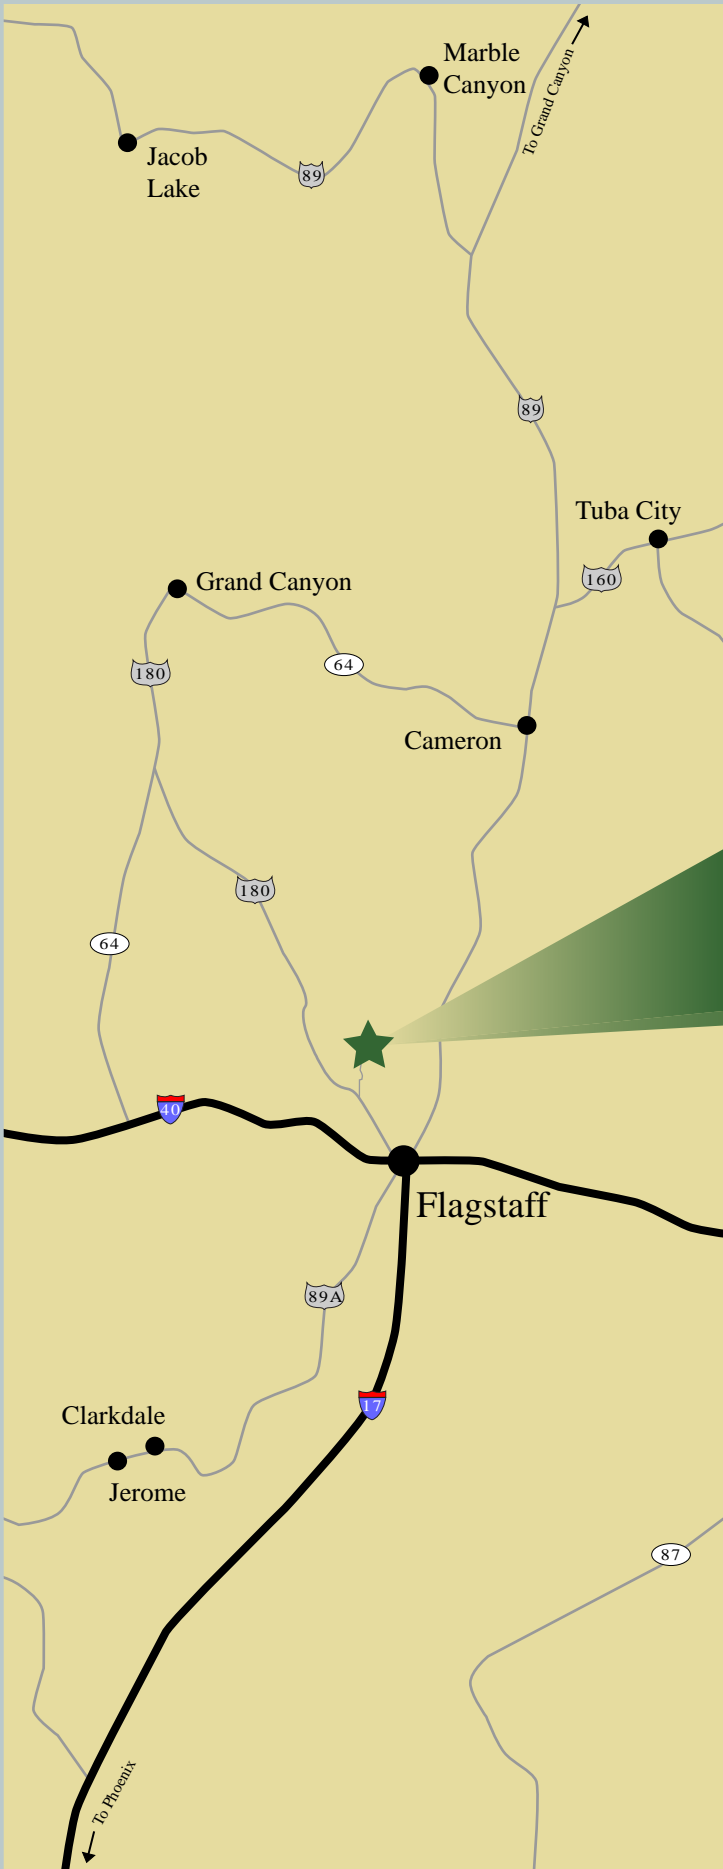 Marble
Canyon
To Grand Canyon
Jacob
Lake
89
89
Tuba City
160
Grand Canyon
64
180
Cameron
180
64
40
Flagstaff
89A
17
Clarkdale
Jerome
87
To Phoenix